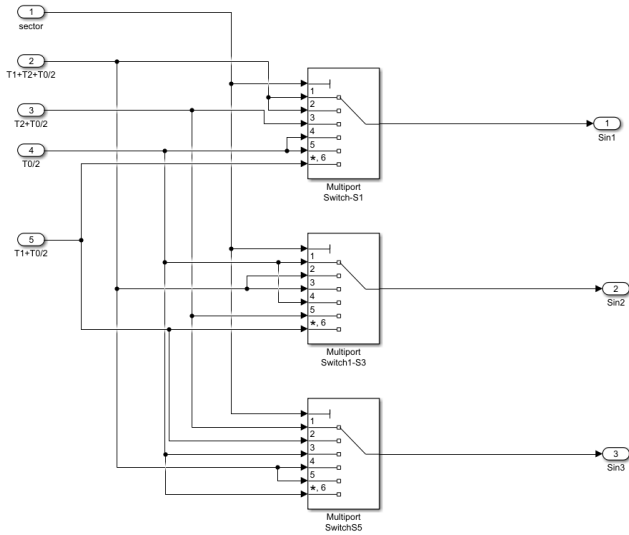 1
sector
2
T1+T2+T0/2
3
T2+T0/2
4
T0/2
5
T1+T0/2
1
2
3
4
5
*, 6
Multiport
Switch-S1
1
Sin1
1
2
3
4
5
*, 6
Multiport
Switch1-S3
2
Sin2
1
2
3
4
5
*, 6
Multiport
SwitchS5
3
Sin3